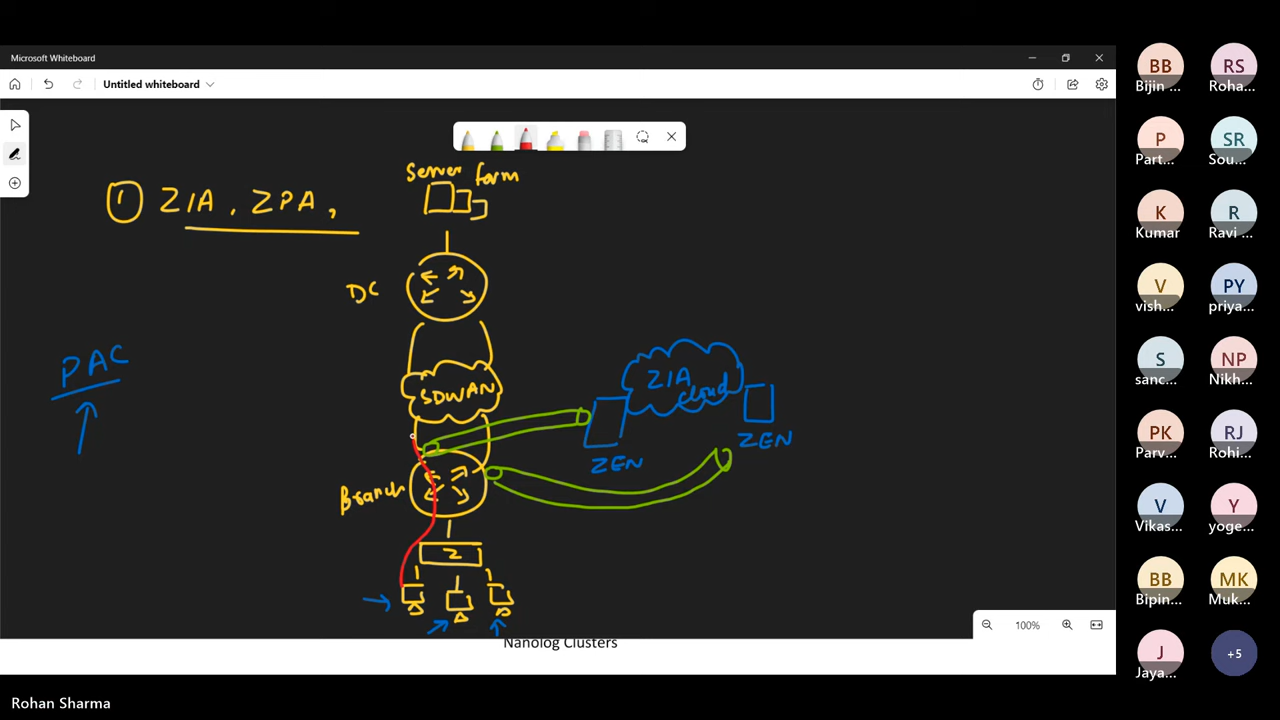 Microsoft Whiteboard
Untitled whiteboard
① ZIA, ZPA,
Server farm
DC
PAC
SDWAN
ZIA cloud
ZEN
ZEN
Branch
2
100%
Nanolog Clusters
Rohan Sharma
BB
Bijin ...
RS
Roha...
P
Part...
SR
Sou...
K
Kumar
R
Ravi ...
V
vish...
PY
priya...
S
sanc...
NP
Nikh...
PK
Parv...
RJ
Rohi...
V
Vikas...
Y
yoge...
BB
Bipin...
MK
Muk...
J
Jaya...
+5